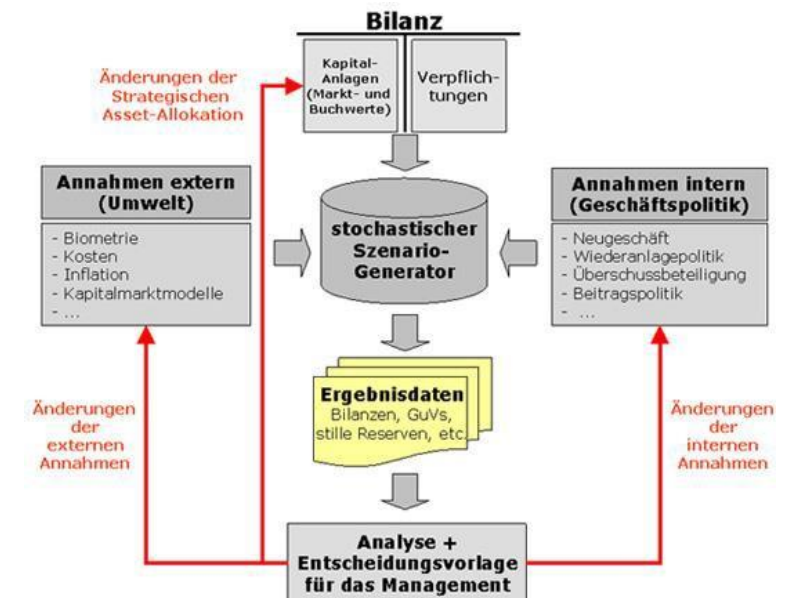 Bilanz
Kapital-
Anlagen
(Markt- und
Buchwerte)
Verpflich-
tungen
Änderungen der
Strategischen
Asset-Allokation
Annahmen extern
(Umwelt)
- Biometrie
- Kosten
- Inflation
- Kapitalmarktmodelle
- ...
stochastischer
Szenario-
Generator
Annahmen intern
(Geschäftspolitik)
- Neugeschäft
- Wiederanlagepolitik
- Überschussbeteiligung
- Beitragspolitik
- ...
Ergebnisdaten
Bilanzen, GuVs,
stille Reserven, etc.
Änderungen
der
externen
Annahmen
Änderungen
der
internen
Annahmen
Analyse +
Entscheidungsvorlage
für das Management